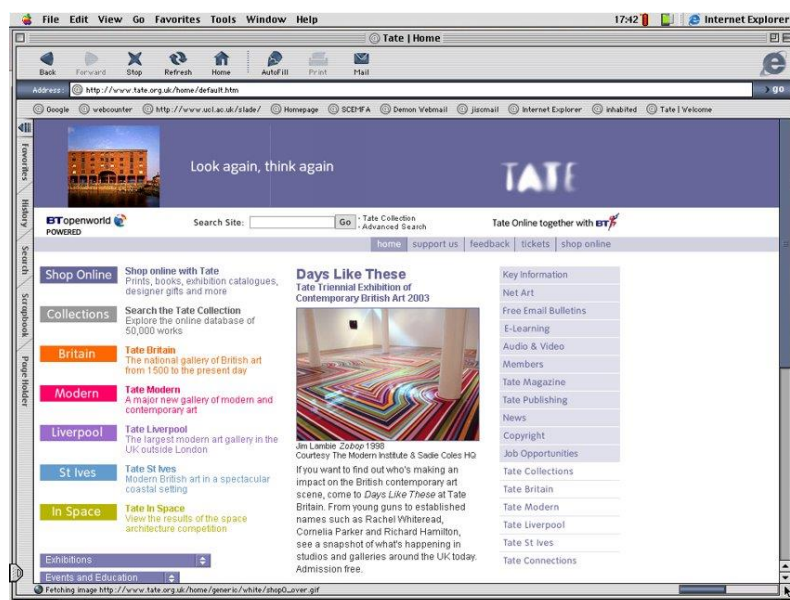 File Edit View Go Favorites Tools Window Help 17:42 Internet Explorer
Tate | Home
Back Forward Stop Refresh Home AutoFill Print Mail
Address: http://www.tate.org.uk/home/default.htm go
Google webcounter http://www.ucl.ac.uk/slade/ Homepage SCEMFA Demon Webmail jiscmail Internet Explorer inhabited Tate | Welcome
Favorites
History
Search
Scrapbook
Page Holder
Look again, think again
TATE
BTopenworld
POWERED
Search Site: Go
- Tate Collection
- Advanced Search
Tate Online together with BT
home support us feedback tickets shop online
Shop Online
Shop online with Tate
Prints, books, exhibition catalogues,
designer gifts and more
Collections
Search the Tate Collection
Explore the online database of
50,000 works
Britain
Tate Britain
The national gallery of British art
from 1500 to the present day
Modern
Tate Modern
A major new gallery of modern and
contemporary art
Liverpool
Tate Liverpool
The largest modern art gallery in the
UK outside London
St Ives
Tate St Ives
Modern British art in a spectacular
coastal setting
In Space
Tate In Space
View the results of the space
architecture competition
Exhibitions
Events and Education
Days Like These
Tate Triennial Exhibition of
Contemporary British Art 2003
Jim Lambie Zobop 1998
Courtesy The Modern Institute & Sadie Coles HQ
If you want to find out who's making an
impact on the British contemporary art
scene, come to Days Like These at Tate
Britain. From young guns to established
names such as Rachel Whiteread,
Cornelia Parker and Richard Hamilton,
see a snapshot of what's happening in
studios and galleries around the UK today.
Admission free.
Key Information
Net Art
Free Email Bulletins
E-Learning
Audio & Video
Members
Tate Magazine
Tate Publishing
News
Copyright
Job Opportunities
Tate Collections
Tate Britain
Tate Modern
Tate Liverpool
Tate St Ives
Tate Connections
Fetching image http://www.tate.org.uk/home/generic/white/shop0_over.gif